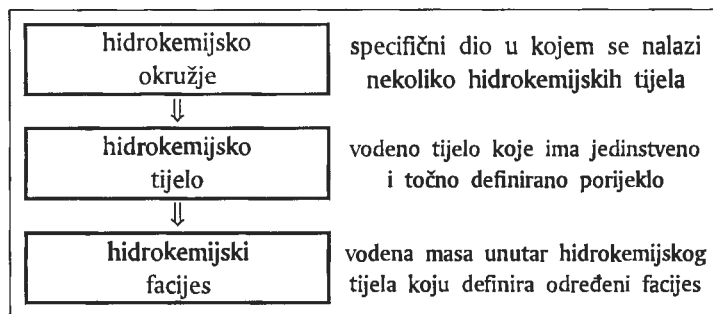 hidrokemijsko
okružje
specifični dio u kojem se nalazi
nekoliko hidrokemijskih tijela
⇓
hidrokemijsko
tijelo
vodeno tijelo koje ima jedinstveno
i točno definirano porijeklo
⇓
hidrokemijski
facijes
vodena masa unutar hidrokemijskog
tijela koju definira određeni facijes